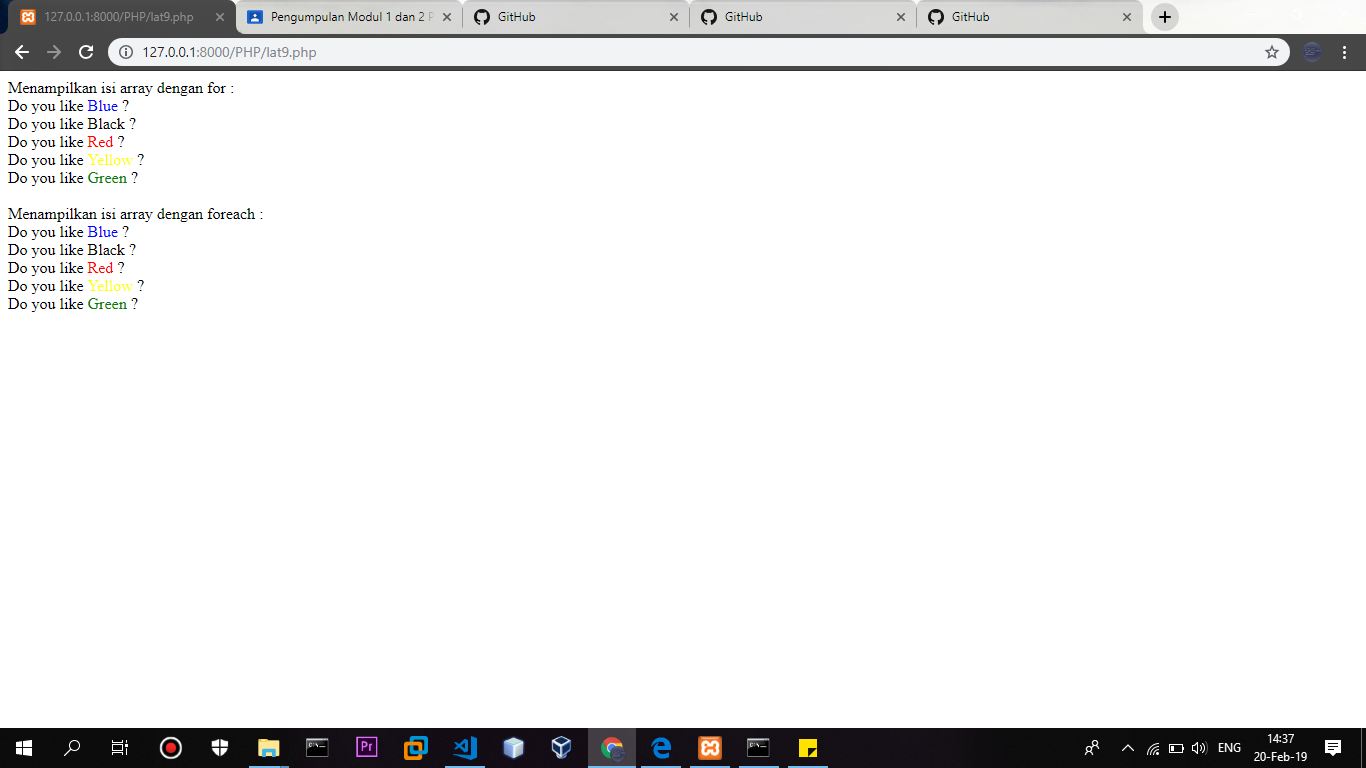 127.0.0.1:8000/PHP/lat9.php
Pengumpulan Modul 1 dan 2 P
GitHub
GitHub
GitHub
127.0.0.1:8000/PHP/lat9.php
Menampilkan isi array dengan for :
Do you like Blue ?
Do you like Black ?
Do you like Red ?
Do you like Yellow ?
Do you like Green ?
Menampilkan isi array dengan foreach :
Do you like Blue ?
Do you like Black ?
Do you like Red ?
Do you like Yellow ?
Do you like Green ?
Pr
ENG
14:37
20-Feb-19